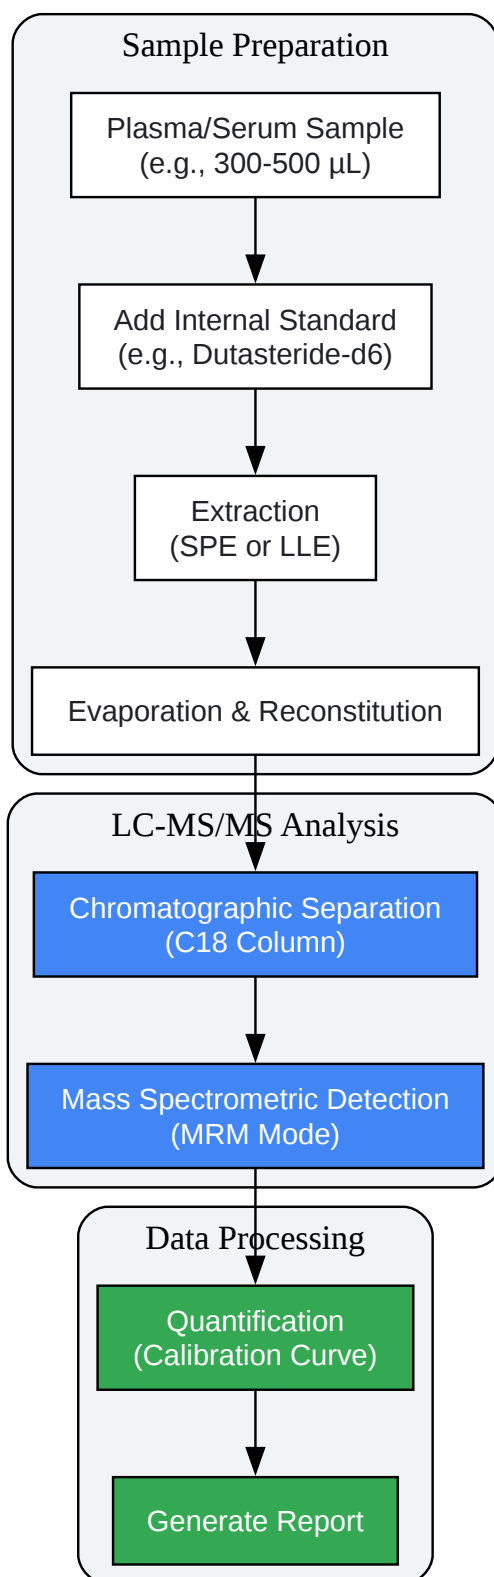 Sample Preparation
Plasma/Serum Sample
(e.g., 300-500 µL)
Add Internal Standard
(e.g., Dutasteride-d6)
Extraction
(SPE or LLE)
Evaporation & Reconstitution
LC-MS/MS Analysis
Chromatographic Separation
(C18 Column)
Mass Spectrometric Detection
(MRM Mode)
Data Processing
Quantification
(Calibration Curve)
Generate Report